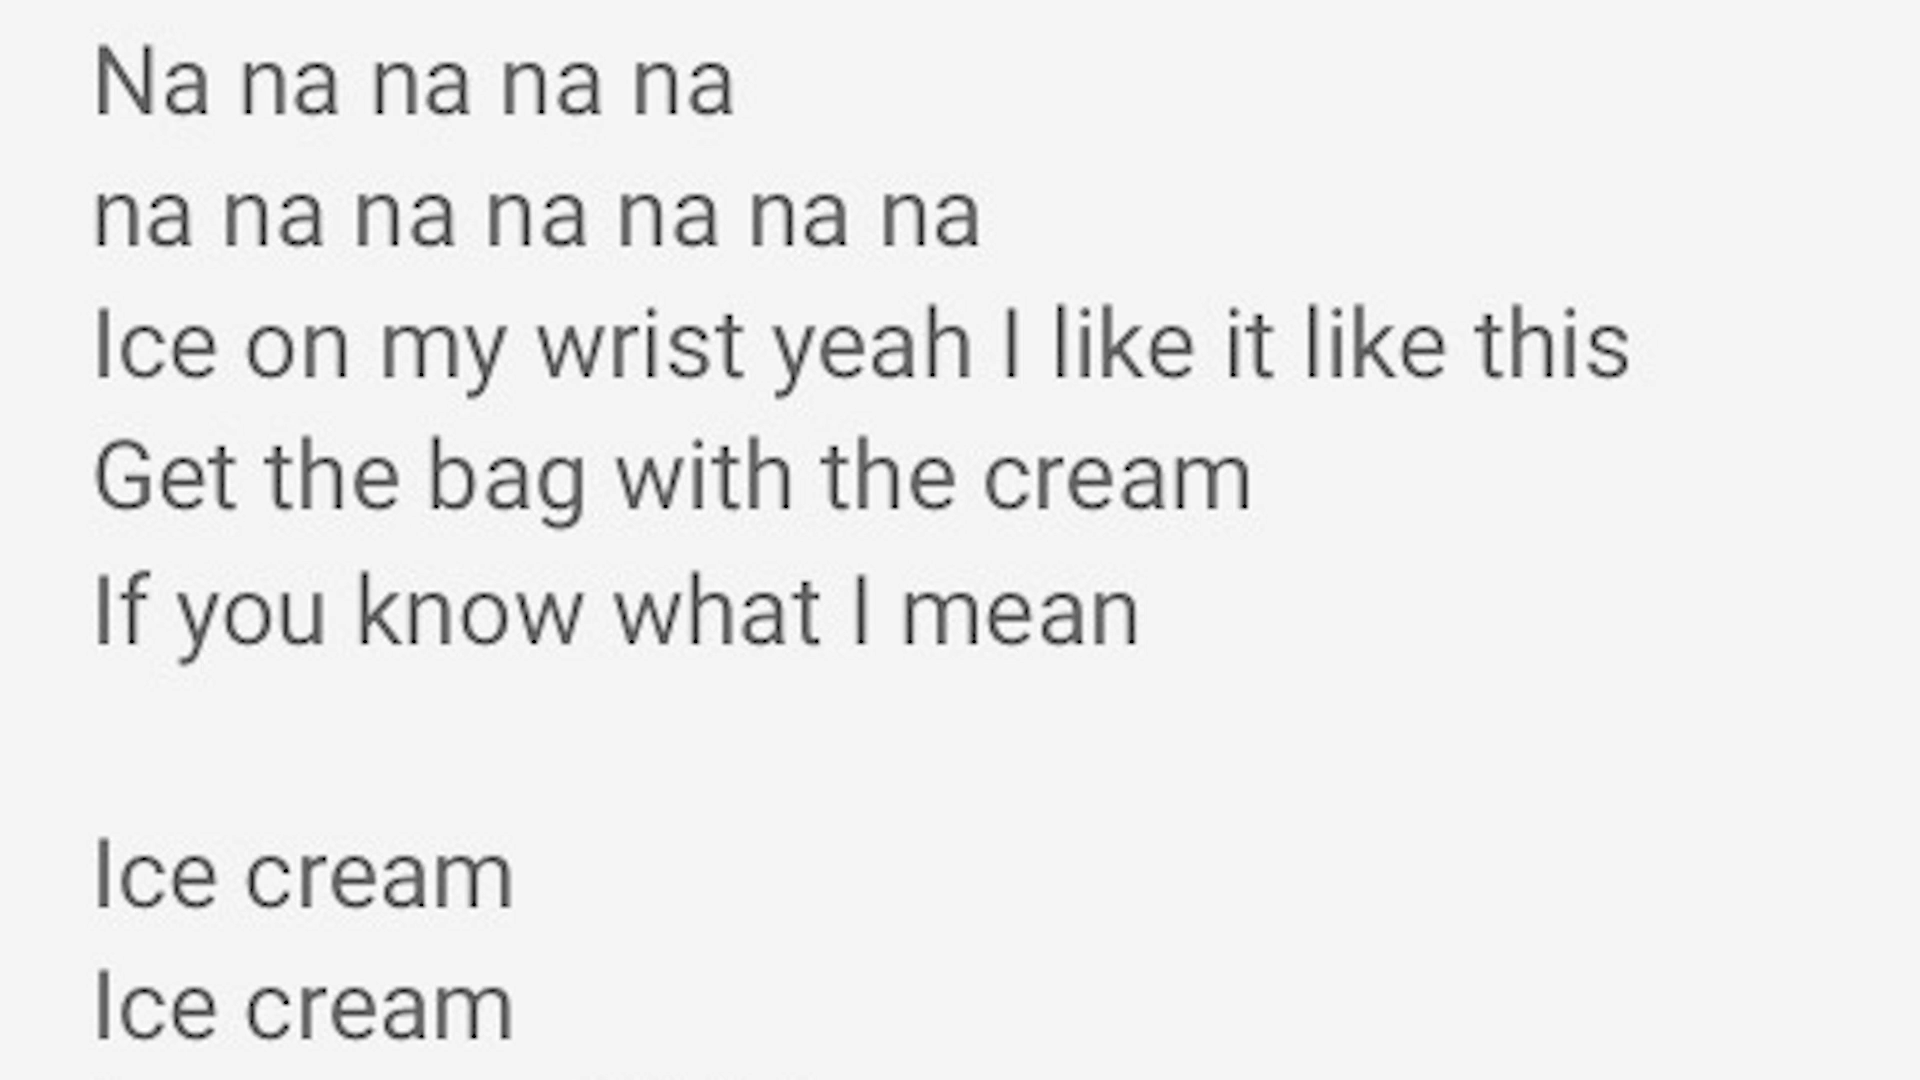 Na na na na na
na na na na na na na
Ice on my wrist yeah I like it like this
Get the bag with the cream
If you know what I mean
Ice cream
Ice cream